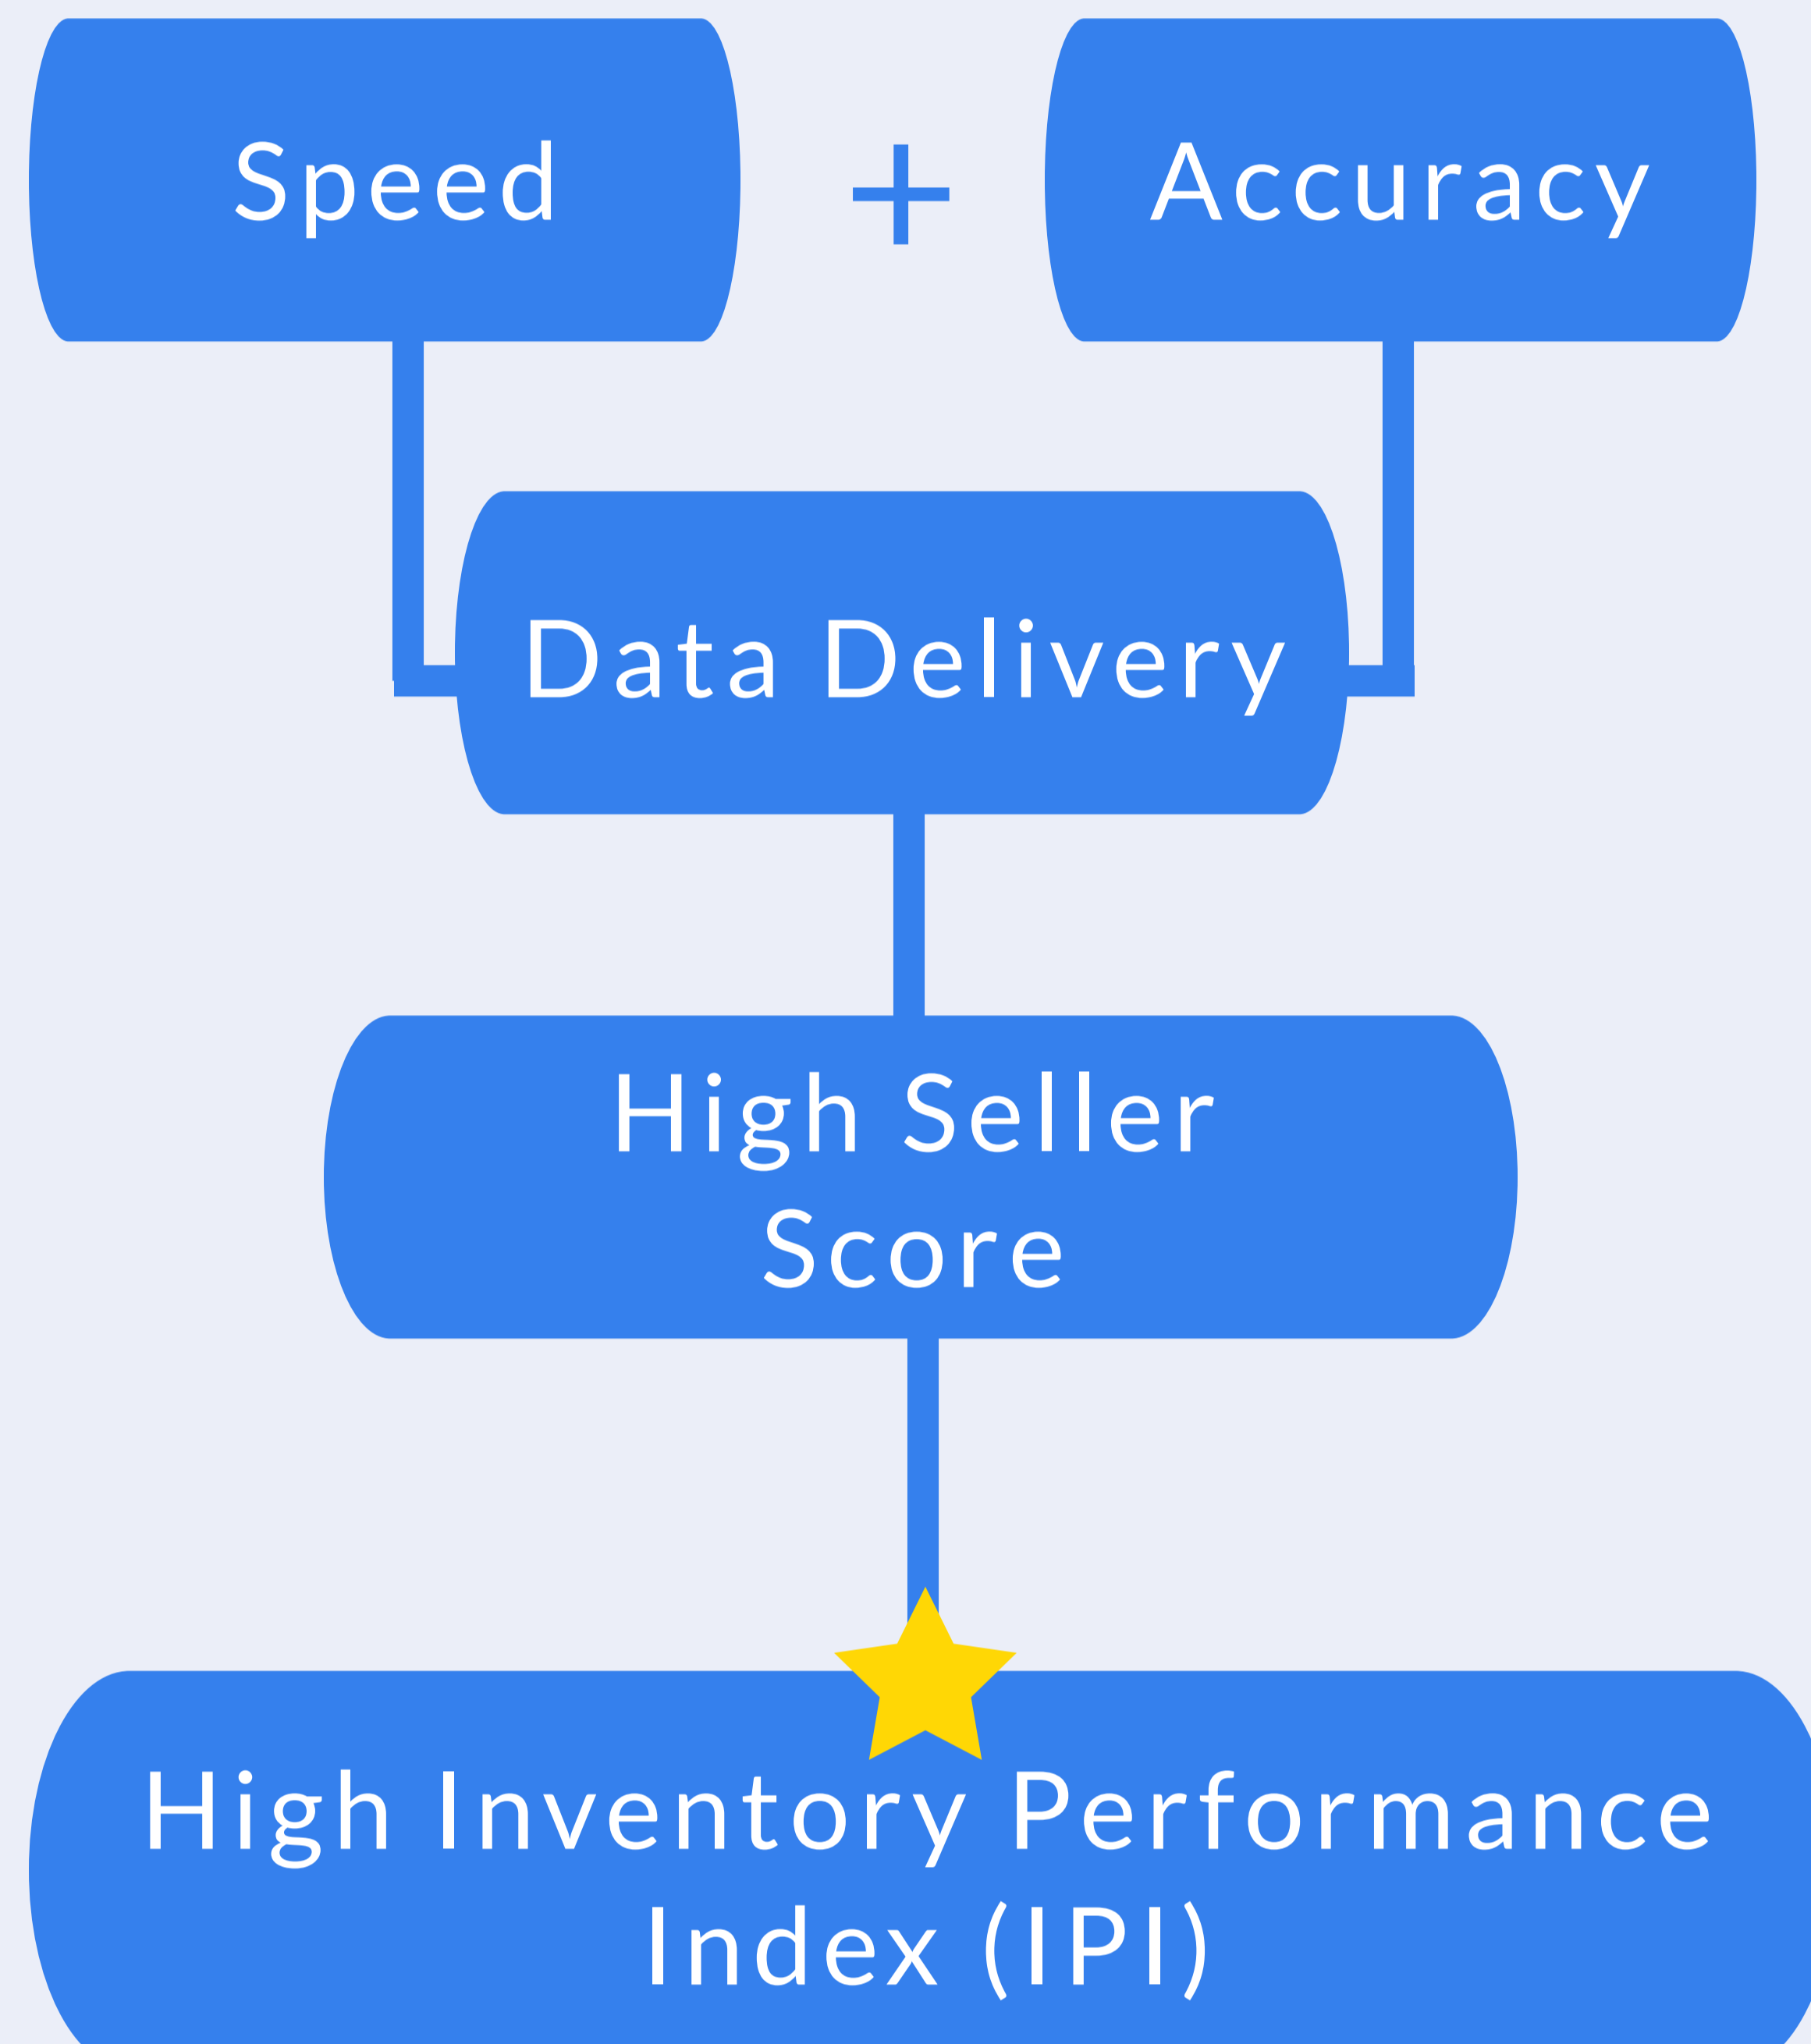 Speed + Accuracy
Data Delivery
High Seller
Score
High Inventory Performance
Index (IPI)